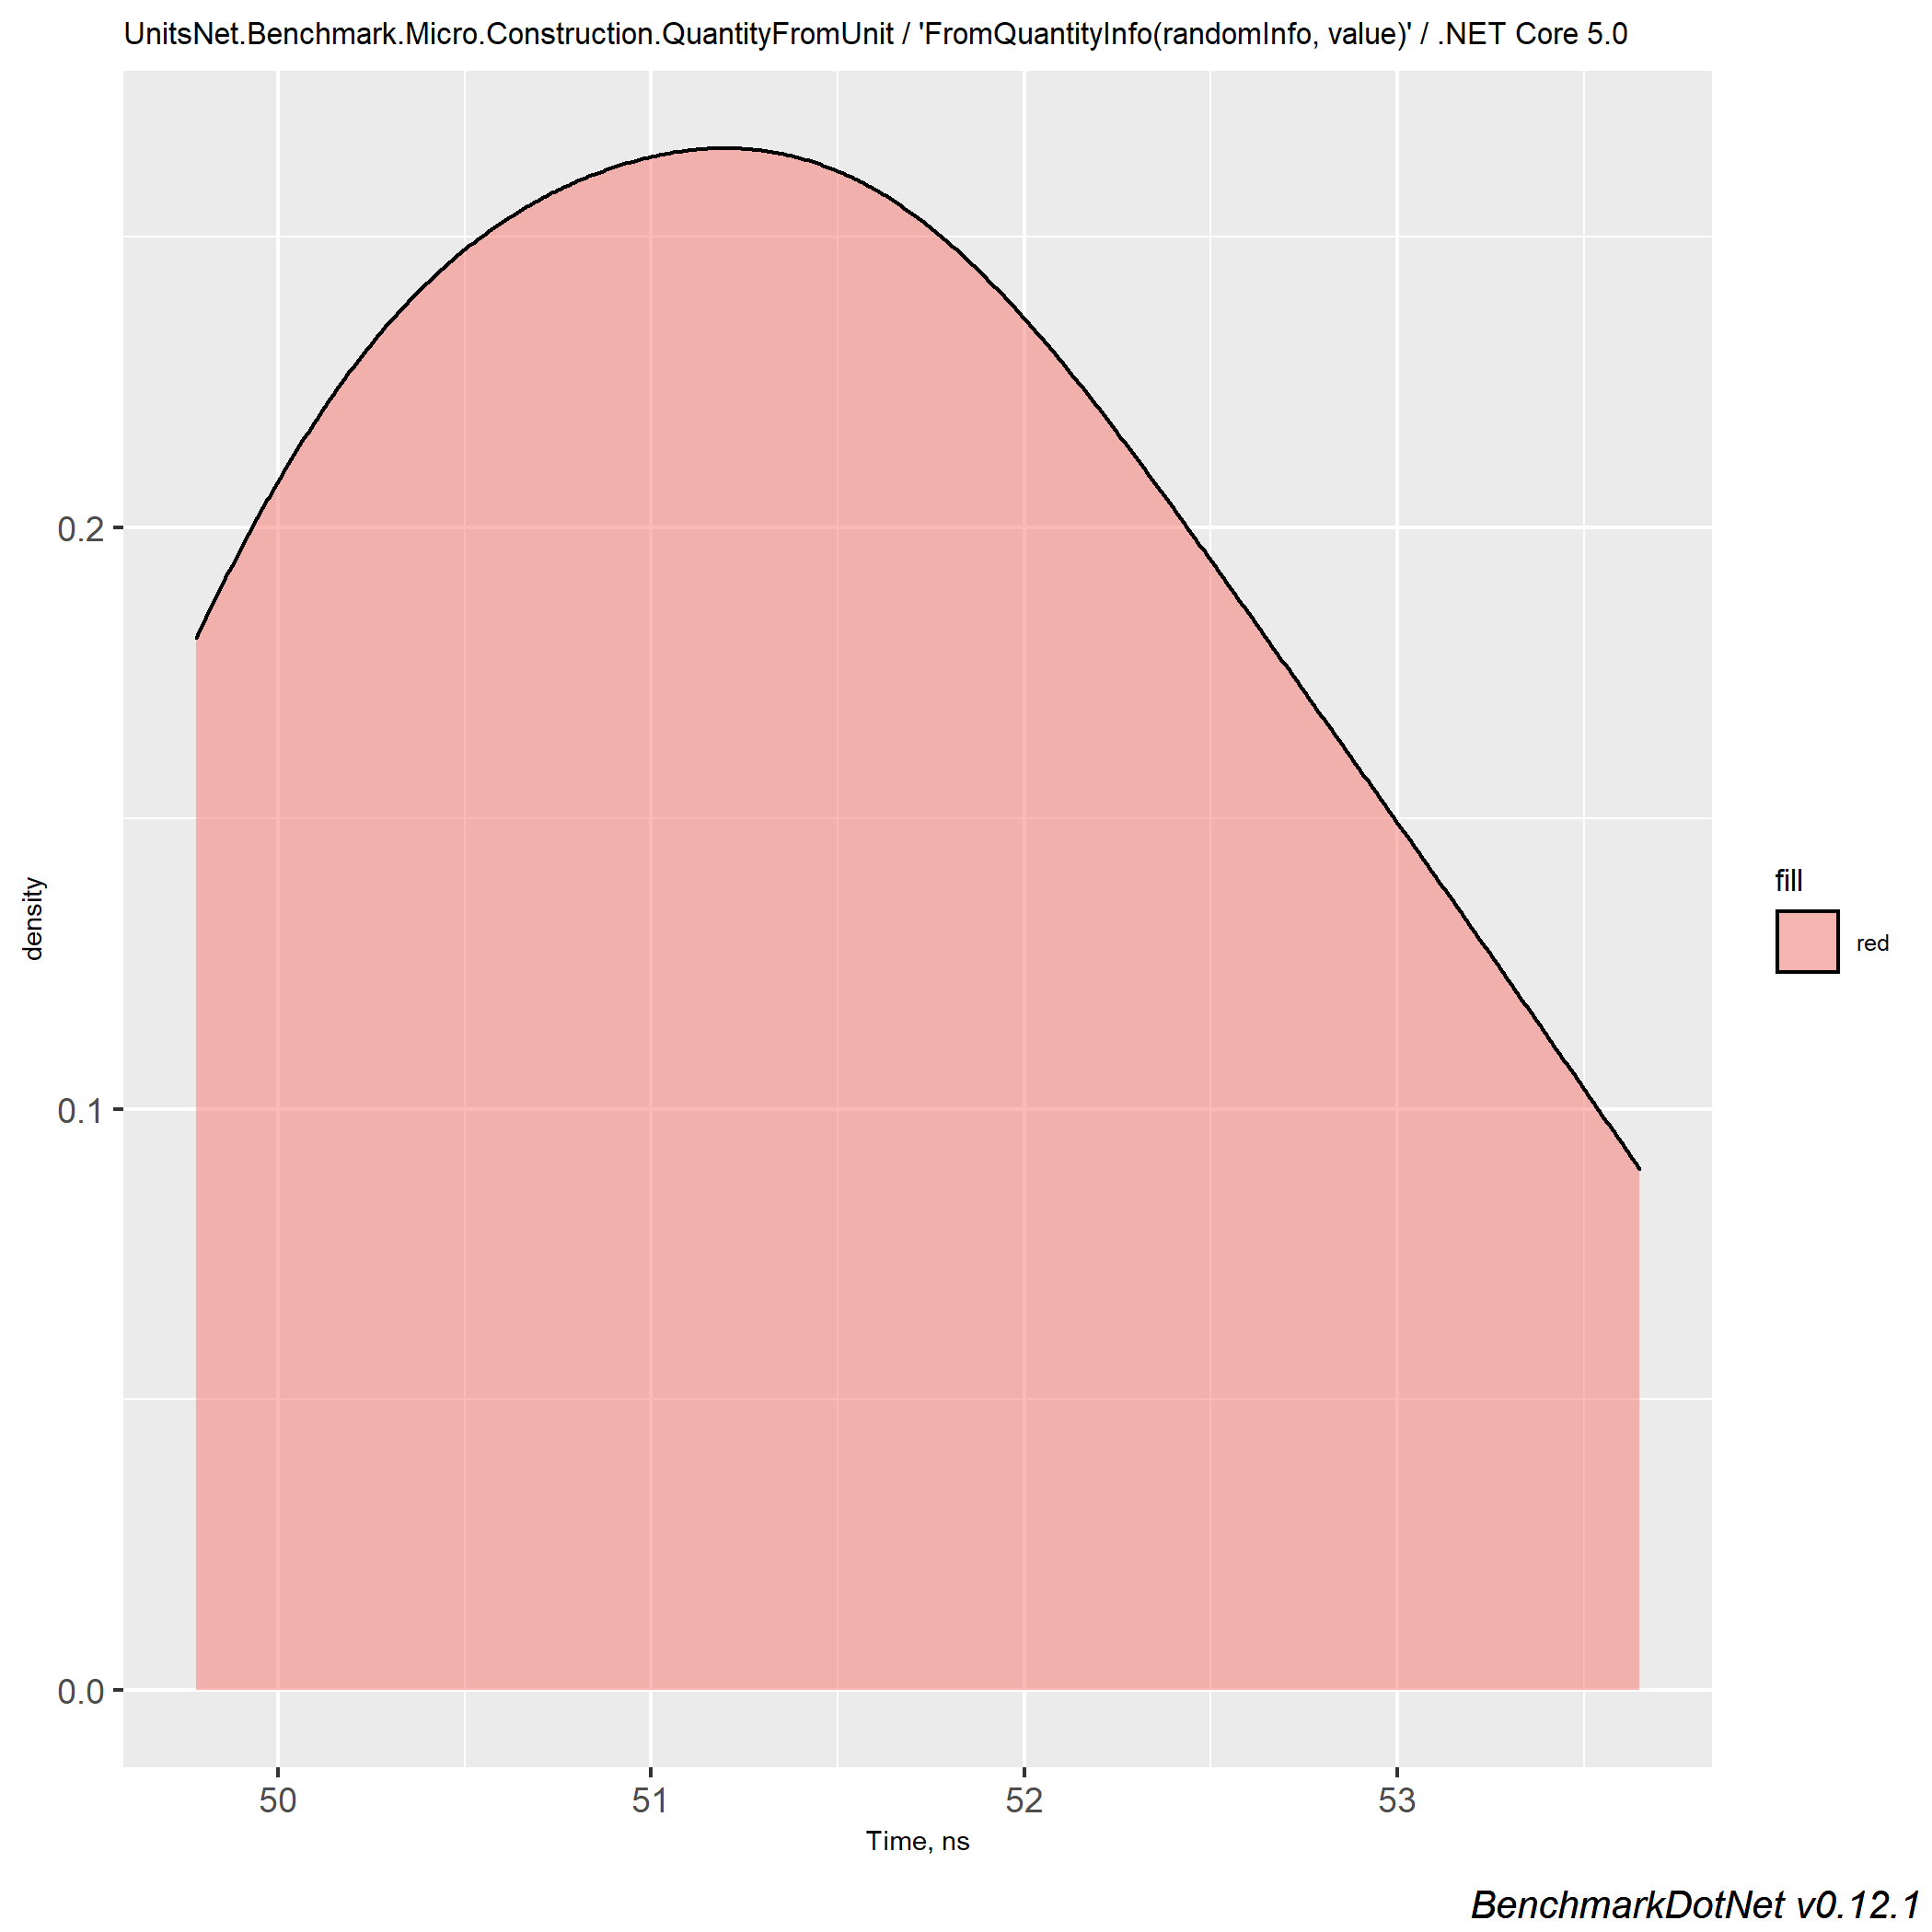 UnitsNet.Benchmark.Micro.Construction.QuantityFromUnit / 'FromQuantityInfo(randomInfo, value)' / .NET Core 5.0
0.2
0.1
0.0
density
50 51 52 53
Time, ns
fill
red
BenchmarkDotNet v0.12.1